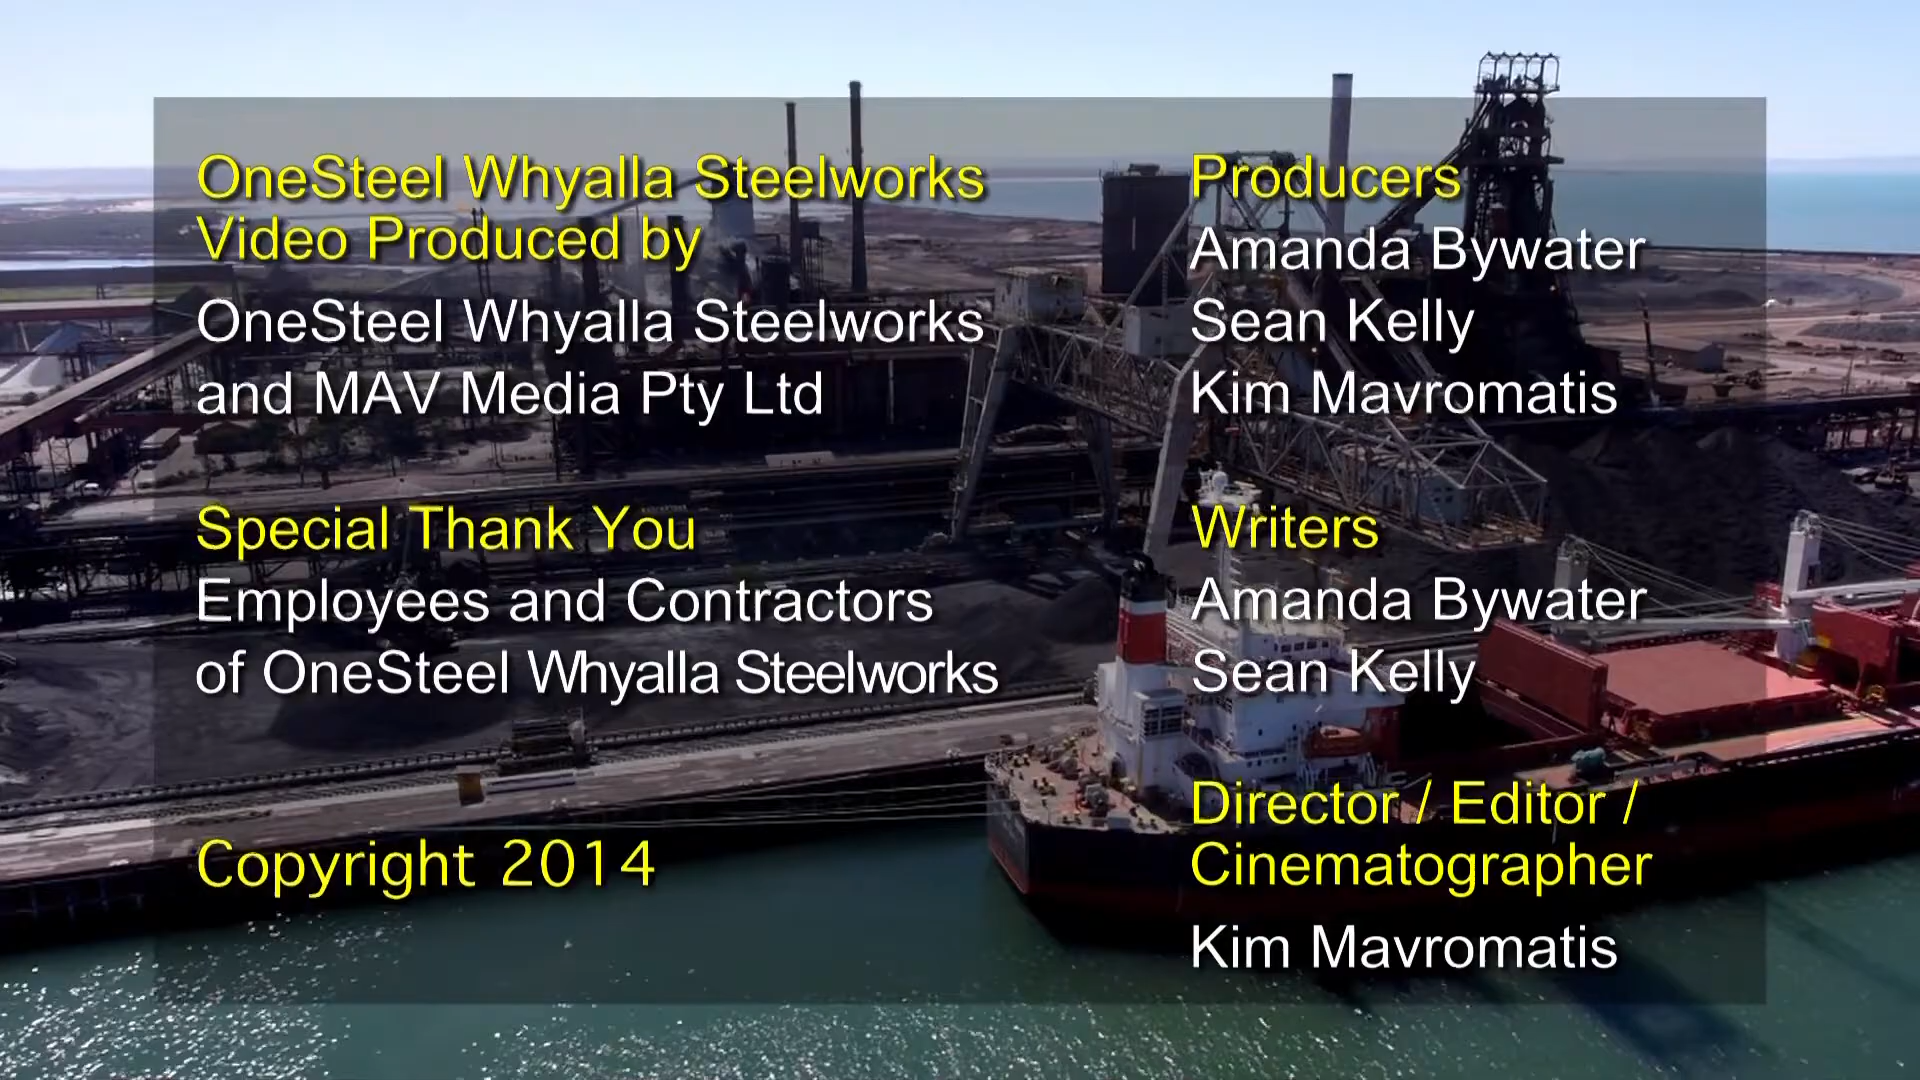 OneSteel Whyalla Steelworks
Video Produced by
OneSteel Whyalla Steelworks
and MAV Media Pty Ltd
Special Thank You
Employees and Contractors
of OneSteel Whyalla Steelworks
Copyright 2014
Producers
Amanda Bywater
Sean Kelly
Kim Mavromatis
Writers
Amanda Bywater
Sean Kelly
Director / Editor /
Cinematographer
Kim Mavromatis